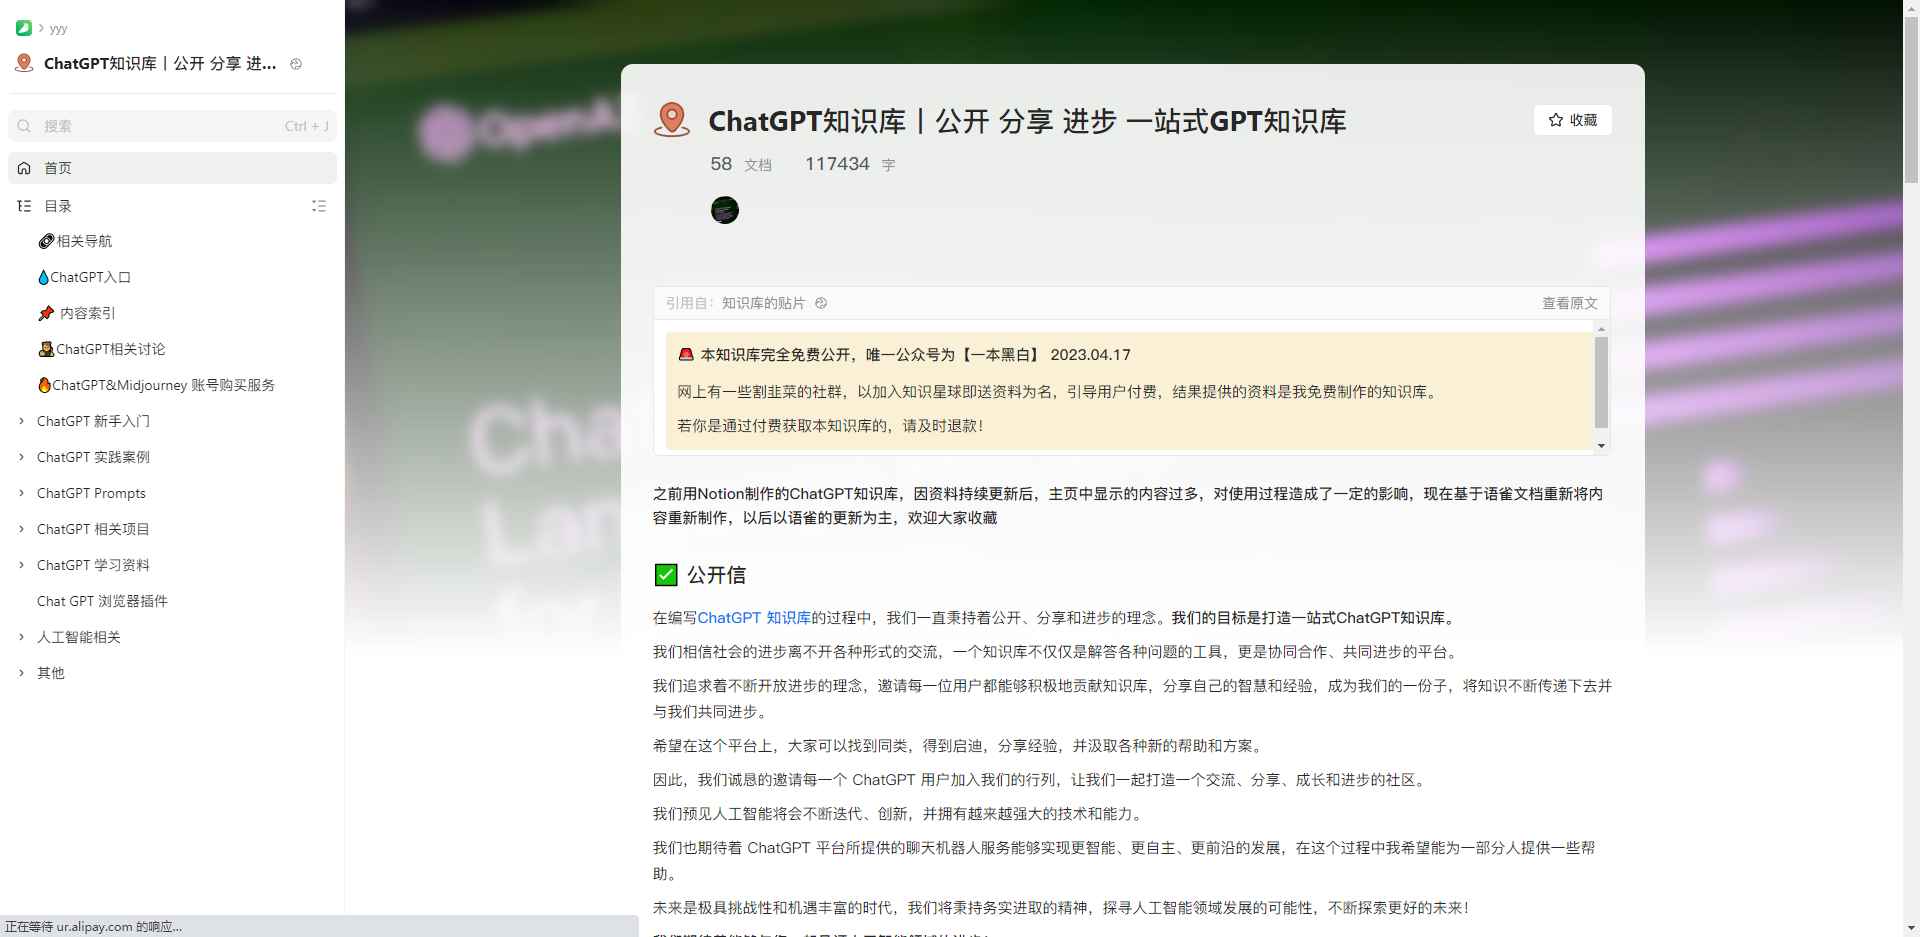 yyy
ChatGPT知识库丨公开 分享 进...
搜索 Ctrl + J
首页
目录
相关导航
ChatGPT入口
内容索引
ChatGPT相关讨论
ChatGPT&Midjourney 账号购买服务
ChatGPT 新手入门
ChatGPT 实践案例
ChatGPT Prompts
ChatGPT 相关项目
ChatGPT 学习资料
Chat GPT 浏览器插件
人工智能相关
其他
正在等待 ur.alipay.com 的响应...
OpenAI
Cha
Lan
ChatGPT知识库丨公开 分享 进步 一站式GPT知识库
收藏
58 文档 117434 字
引用自：知识库的贴片
查看原文
本知识库完全免费公开，唯一公众号为【一本黑白】 2023.04.17
网上有一些割韭菜的社群，以加入知识星球即送资料为名，引导用户付费，结果提供的资料是我免费制作的知识库。
若你是通过付费获取本知识库的，请及时退款！
之前用Notion制作的ChatGPT知识库，因资料持续更新后，主页中显示的内容过多，对使用过程造成了一定的影响，现在基于语雀文档重新将内
容重新制作，以后以语雀的更新为主，欢迎大家收藏
公开信
在编写ChatGPT 知识库的过程中，我们一直秉持着公开、分享和进步的理念。我们的目标是打造一站式ChatGPT知识库。
我们相信社会的进步离不开各种形式的交流，一个知识库不仅仅是解答各种问题的工具，更是协同合作、共同进步的平台。
我们追求着不断开放进步的理念，邀请每一位用户都能够积极地贡献知识库，分享自己的智慧和经验，成为我们的一份子，将知识不断传递下去并
与我们共同进步。
希望在这个平台上，大家可以找到同类，得到启迪，分享经验，并汲取各种新的帮助和方案。
因此，我们诚恳的邀请每一个 ChatGPT 用户加入我们的行列，让我们一起打造一个交流、分享、成长和进步的社区。
我们预见人工智能将会不断迭代、创新，并拥有越来越强大的技术和能力。
我们也期待着 ChatGPT 平台所提供的聊天机器人服务能够实现更智能、更自主、更前沿的发展，在这个过程中我希望能为一部分人提供一些帮
助。
未来是极具挑战性和机遇丰富的时代，我们将秉持务实进取的精神，探寻人工智能领域发展的可能性，不断探索更好的未来！